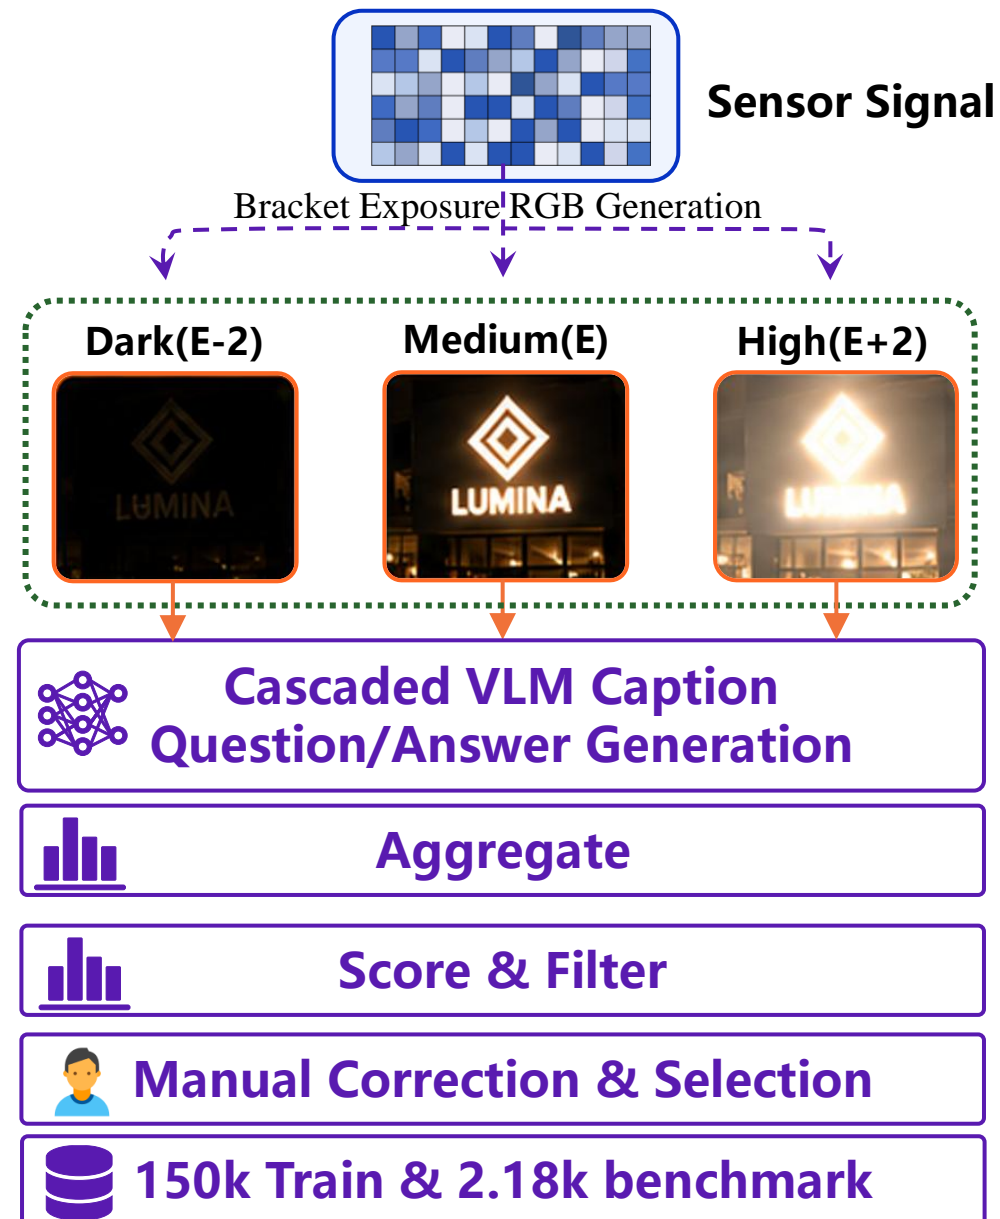 Sensor Signal
Bracket Exposure RGB Generation
Dark(E-2)
Medium(E)
High(E+2)
LUMINA
LUMINA
LUMINA
Cascaded VLM Caption
Question/Answer Generation
Aggregate
Score & Filter
Manual Correction & Selection
150k Train & 2.18k benchmark